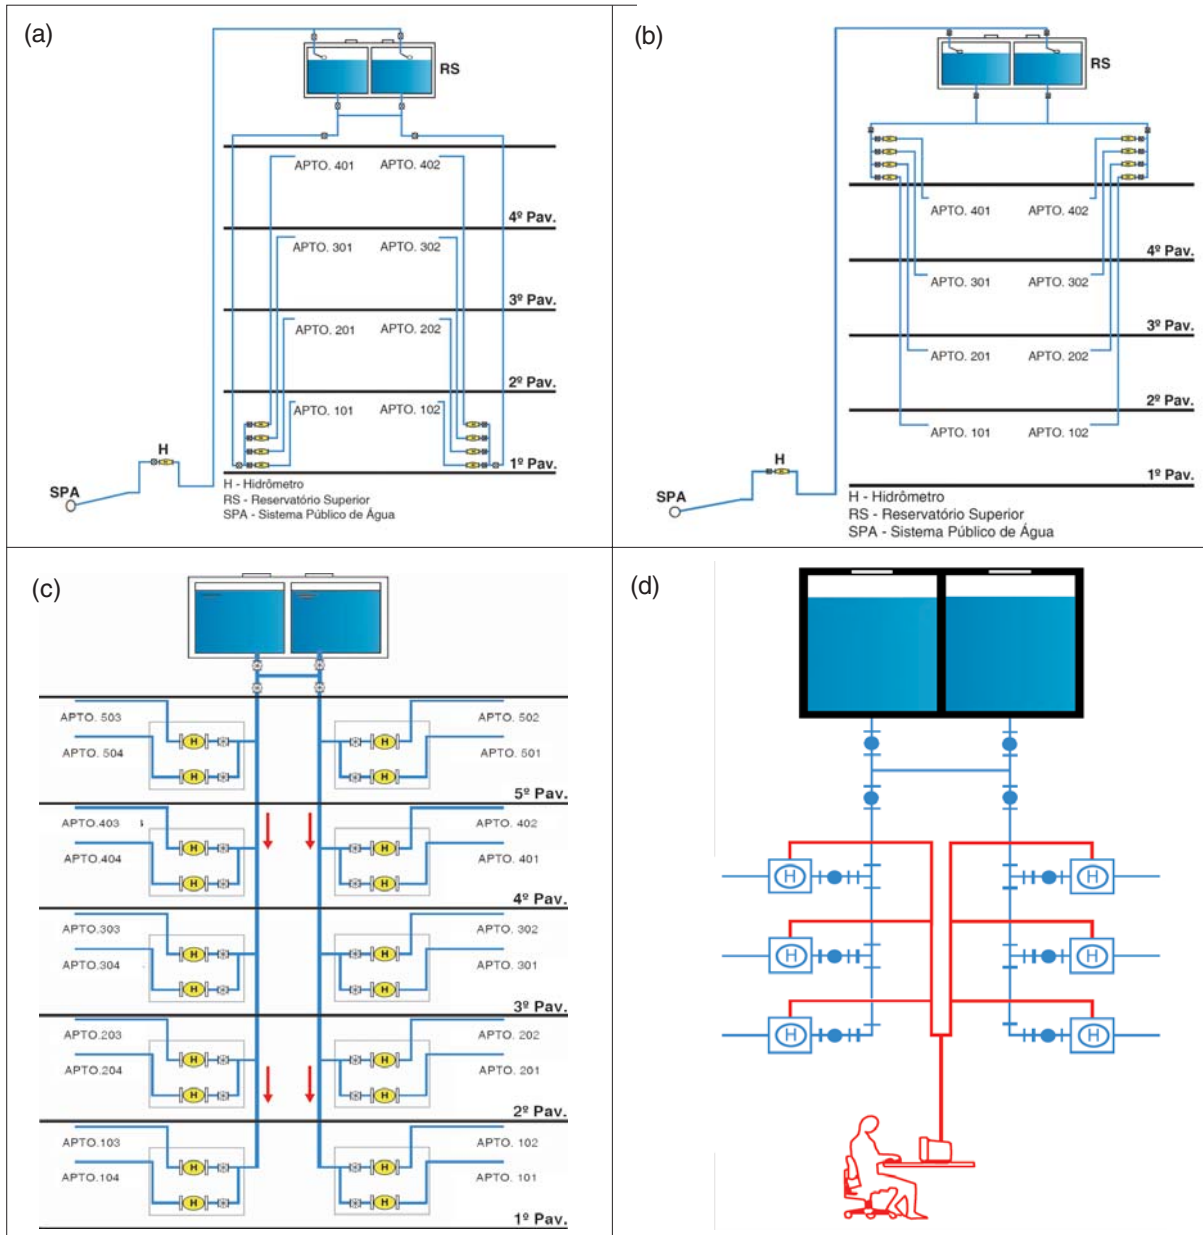 (a)
RS
APTO. 401 APTO. 402
4º Pav.
APTO. 301 APTO. 302
3º Pav.
APTO. 201 APTO. 202
2º Pav.
APTO. 101 APTO. 102
H
1º Pav.
SPA
H - Hidrômetro
RS - Reservatório Superior
SPA - Sistema Público de Água
(b)
RS
APTO. 401 APTO. 402
4º Pav.
APTO. 301 APTO. 302
3º Pav.
APTO. 201 APTO. 202
2º Pav.
APTO. 101 APTO. 102
H
1º Pav.
SPA
H - Hidrômetro
RS - Reservatório Superior
SPA - Sistema Público de Água
(c)
APTO. 503 APTO. 502
H H
APTO. 504 APTO. 501
H H
5º Pav.
APTO.403 APTO. 402
H H
APTO.404 APTO. 401
H H
4º Pav.
APTO.303 APTO. 302
H H
APTO.304 APTO. 301
H H
3º Pav.
APTO.203 APTO. 202
H H
APTO.204 APTO. 201
H H
2º Pav.
APTO.103 APTO. 102
H H
APTO.104 APTO. 101
H H
1º Pav.
(d)
H H
H H
H H